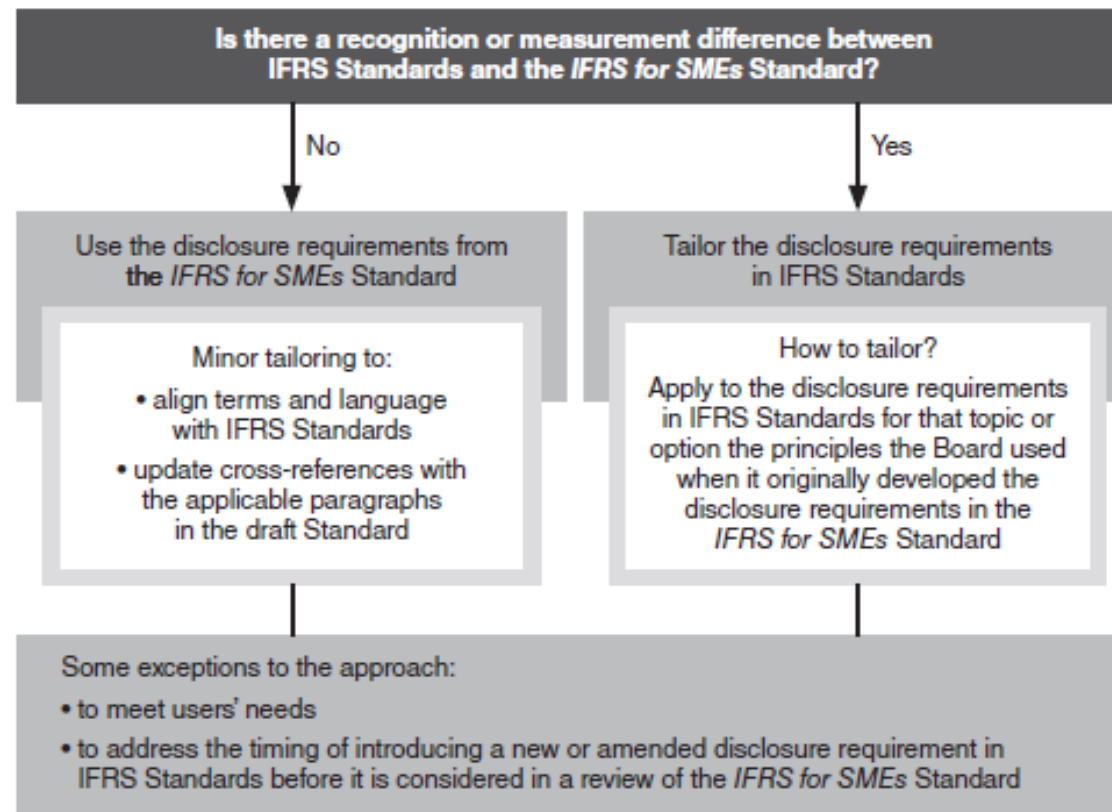 Is there a recognition or measurement difference between
IFRS Standards and the IFRS for SMEs Standard?
No
Yes
Use the disclosure requirements from
the IFRS for SMEs Standard
Minor tailoring to:
• align terms and language
with IFRS Standards
• update cross-references with
the applicable paragraphs
in the draft Standard
Tailor the disclosure requirements
in IFRS Standards
How to tailor?
Apply to the disclosure requirements
in IFRS Standards for that topic or
option the principles the Board used
when it originally developed the
disclosure requirements in the
IFRS for SMEs Standard
Some exceptions to the approach:
• to meet users' needs
• to address the timing of introducing a new or amended disclosure requirement in
IFRS Standards before it is considered in a review of the IFRS for SMEs Standard